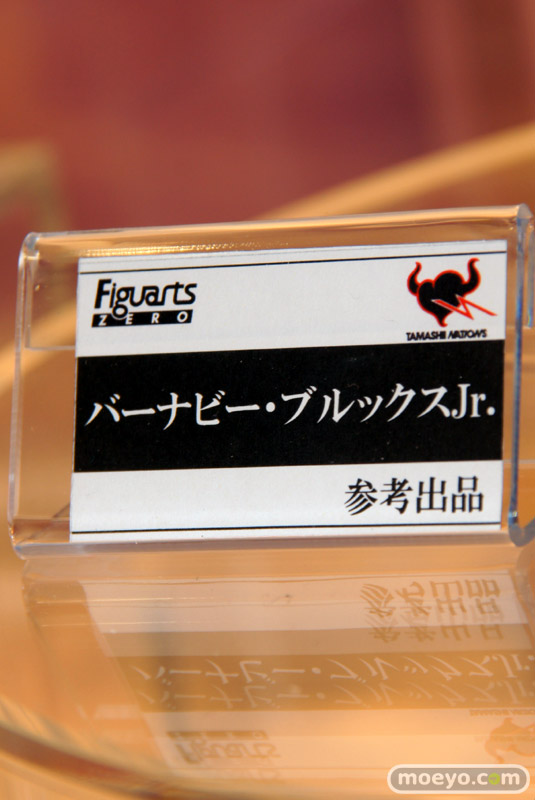 Figuarts
ZERO
TAMASHII NATIONS
バーナビー・ブルックスJr.
参考出品
moeyo.com